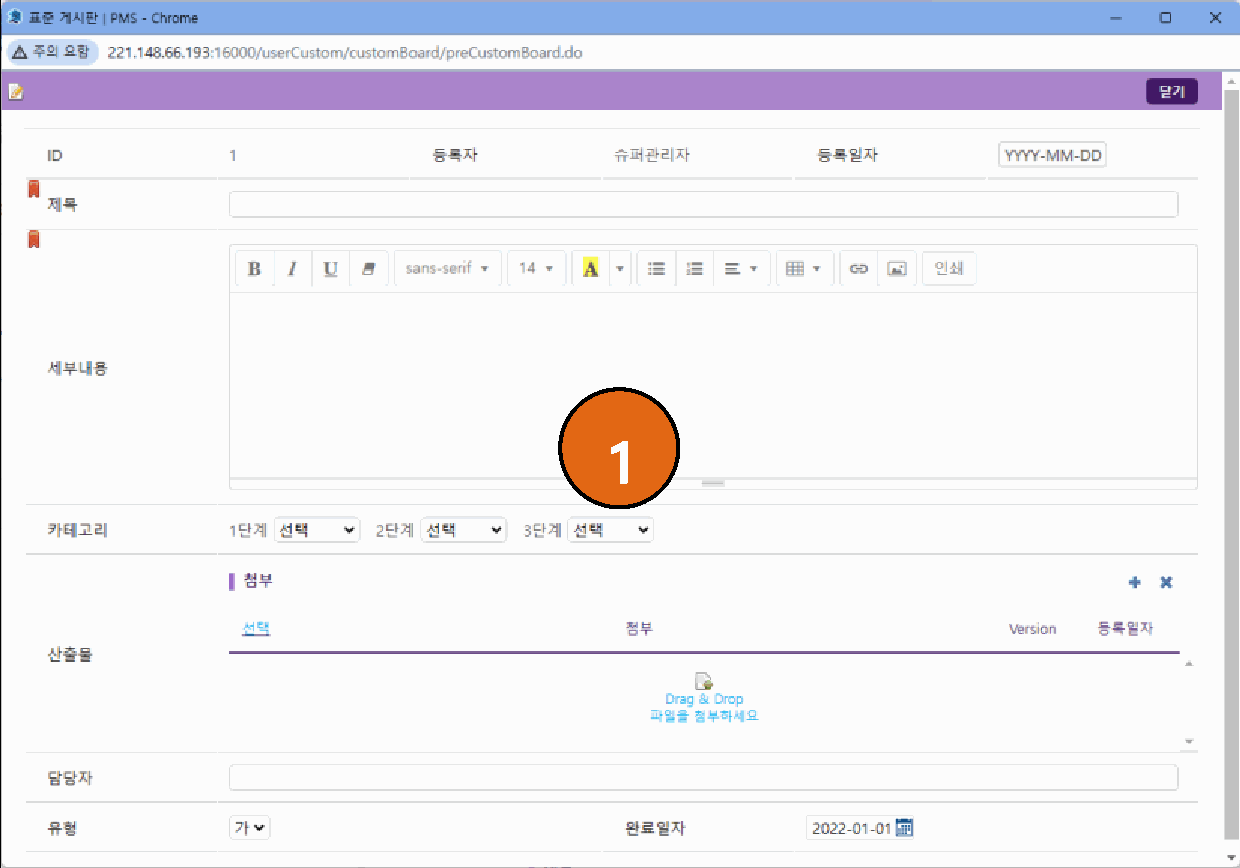 표준 게시판 | PMS - Chrome
주의 요함 221.148.66.193:16000/userCustom/customBoard/preCustomBoard.do
닫기
ID 1 등록자 슈퍼관리자 등록일자 YYYY-MM-DD
제목
B I U sans-serif 14 A 인쇄
세부내용
1
카테고리 1단계 선택 2단계 선택 3단계 선택
첨부
선택 첨부 Version 등록일자
산출물
Drag & Drop
파일을 첨부하세요
담당자
유형 가 완료일자 2022-01-01